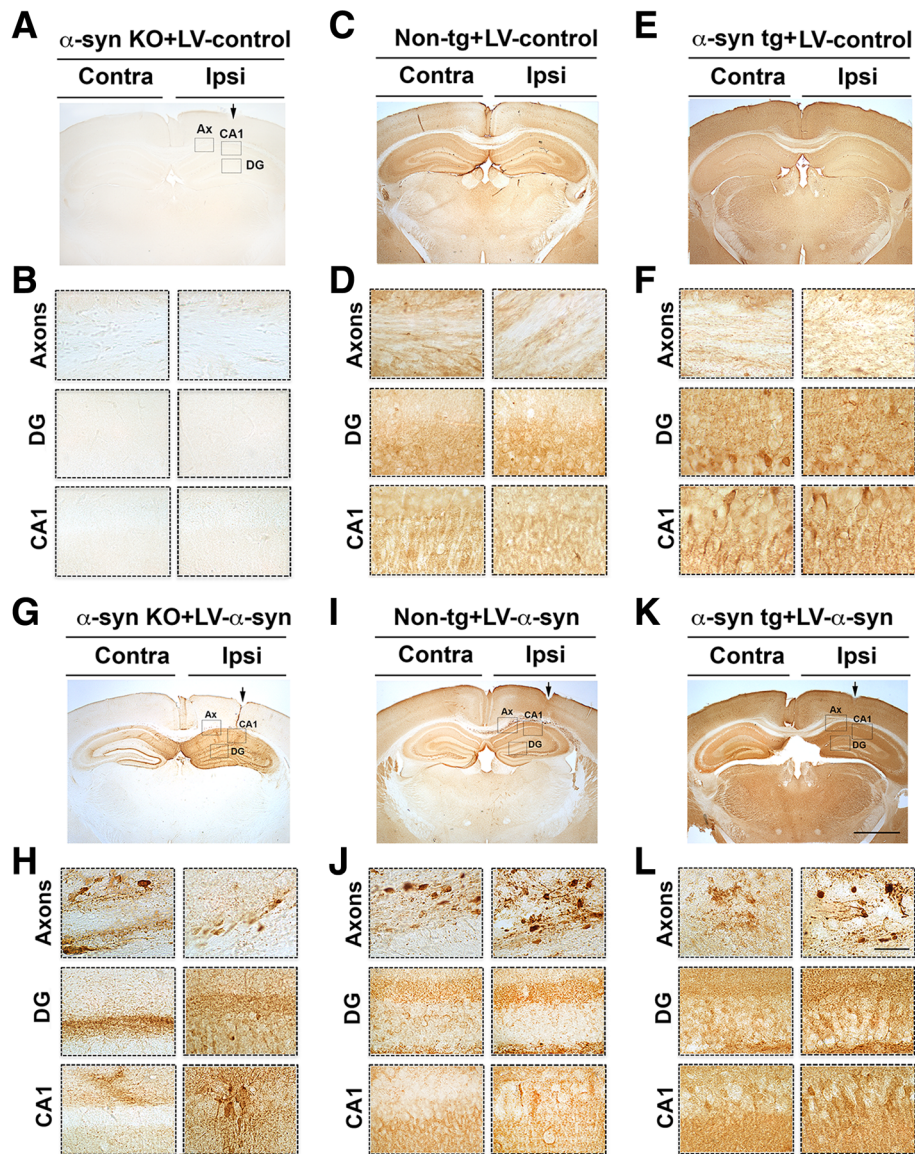 A
α-syn KO+LV-control
Contra Ipsi
Ax
CA1
DG
C
Non-tg+LV-control
Contra Ipsi
E
α-syn tg+LV-control
Contra Ipsi
B
Axons
DG
CA1
D
Axons
DG
CA1
F
Axons
DG
CA1
G
α-syn KO+LV-α-syn
Contra Ipsi
Ax
CA1
DG
I
Non-tg+LV-α-syn
Contra Ipsi
Ax
CA1
DG
K
α-syn tg+LV-α-syn
Contra Ipsi
Ax
CA1
DG
H
Axons
DG
CA1
J
Axons
DG
CA1
L
Axons
DG
CA1